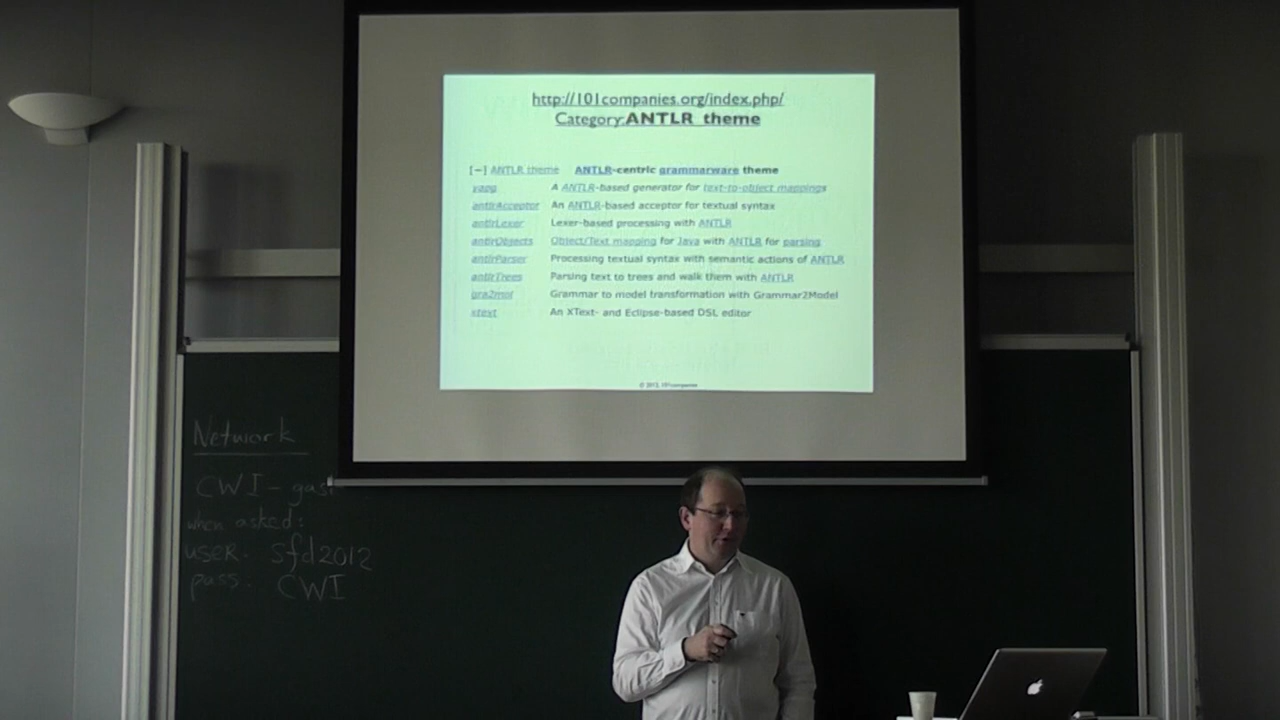 http://101companies.org/index.php/
Category:ANTLR_theme
[−] ANTLR theme ANTLR-centric grammarware theme
yapg A ANTLR-based generator for text-to-object mappings
antlrAcceptor An ANTLR-based acceptor for textual syntax
antlrLexer Lexer-based processing with ANTLR
antlrObjects Object/Text mapping for Java with ANTLR for parsing
antlrParser Processing textual syntax with semantic actions of ANTLR
antlrTrees Parsing text to trees and walk them with ANTLR
gra2mol Grammar to model transformation with Grammar2Model
xtext An XText- and Eclipse-based DSL editor
© 2012, 101companies
Network
CWI-gast
when asked:
user: sfd2012
pass: CWI